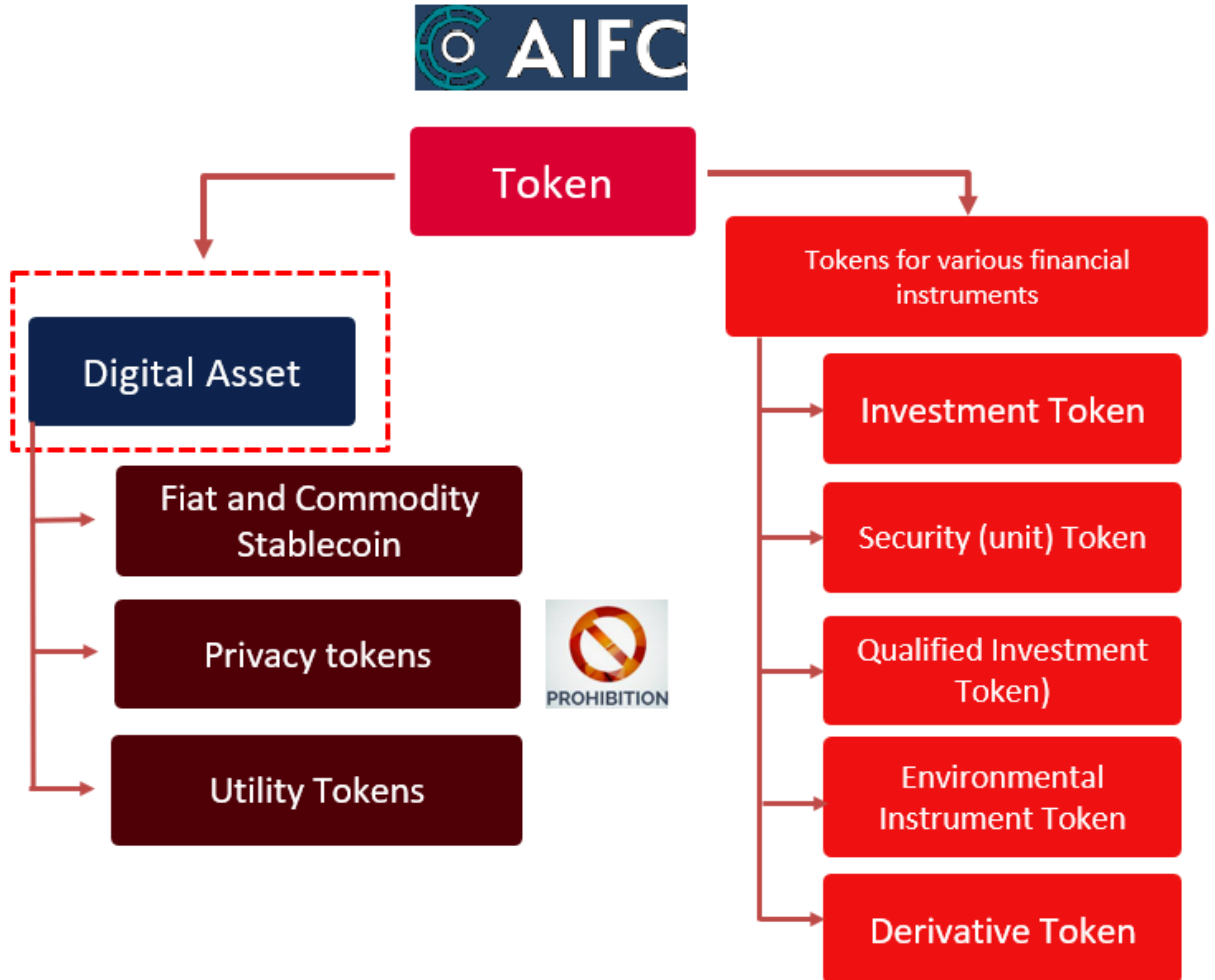 AIFC
Token
Digital Asset
Fiat and Commodity
Stablecoin
Privacy tokens
PROHIBITION
Utility Tokens
Tokens for various financial
instruments
Investment Token
Security (unit) Token
Qualified Investment
Token)
Environmental
Instrument Token
Derivative Token